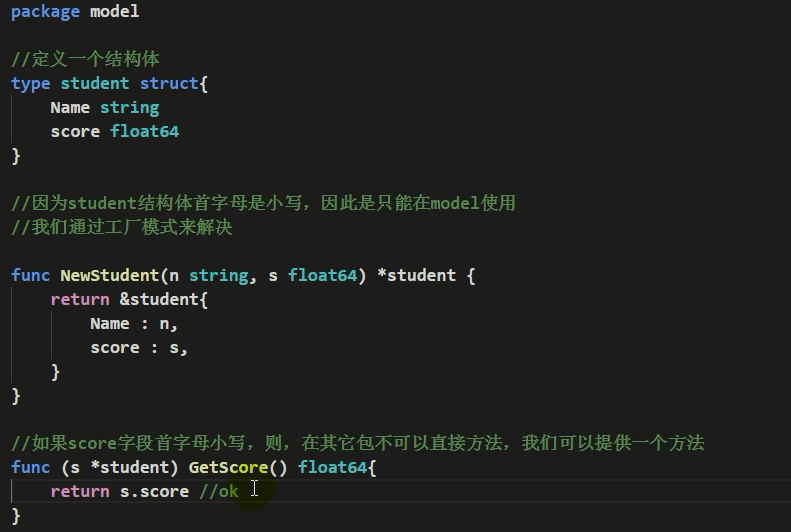 package model
//定义一个结构体
type student struct{
Name string
score float64
}
//因为student结构体首字母是小写，因此是只能在model使用
//我们通过工厂模式来解决
func NewStudent(n string, s float64) *student {
return &student{
Name : n,
score : s,
}
}
//如果score字段首字母小写，则，在其它包不可以直接方法，我们可以提供一个方法
func (s *student) GetScore() float64{
return s.score //ok
}